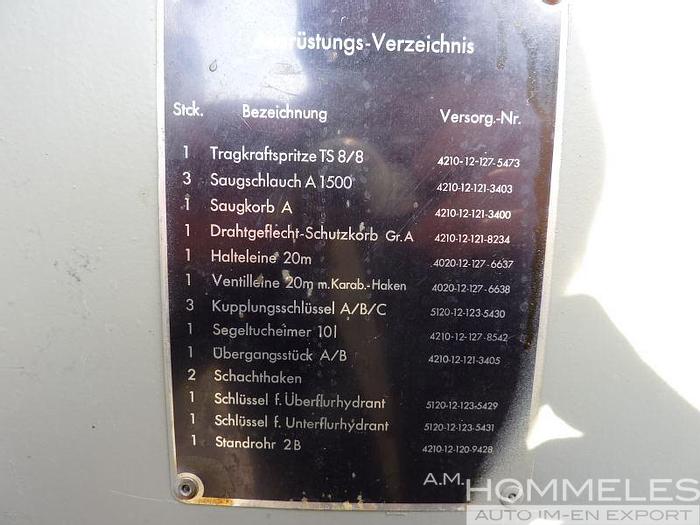 Ausrüstungs-Verzeichnis
Stck. Bezeichnung Versorg.-Nr.
1 Tragkraftspritze TS 8/8 4210-12-127-5473
3 Saugschlauch A 1500 4210-12-121-3403
1 Saugkorb A 4210-12-121-3400
1 Drahtgeflecht-Schutzkorb Gr. A 4210-12-121-8234
1 Halteleine 20m 4020-12-127-6637
1 Ventilleine 20m m. Karab.-Haken 4020-12-127-6638
3 Kupplungsschlüssel A/B/C 5120-12-123-5430
1 Segeltucheimer 10l 4210-12-127-8542
1 Übergangsstück A/B 4210-12-121-3405
2 Schachthaken
1 Schlüssel f. Überflurhydrant 5120-12-123-5429
1 Schlüssel f. Unterflurhydrant 5120-12-123-5431
1 Standrohr 2B 4210-12-120-9428
A.M.
HOMMELES
AUTO IM-EN EXPORT